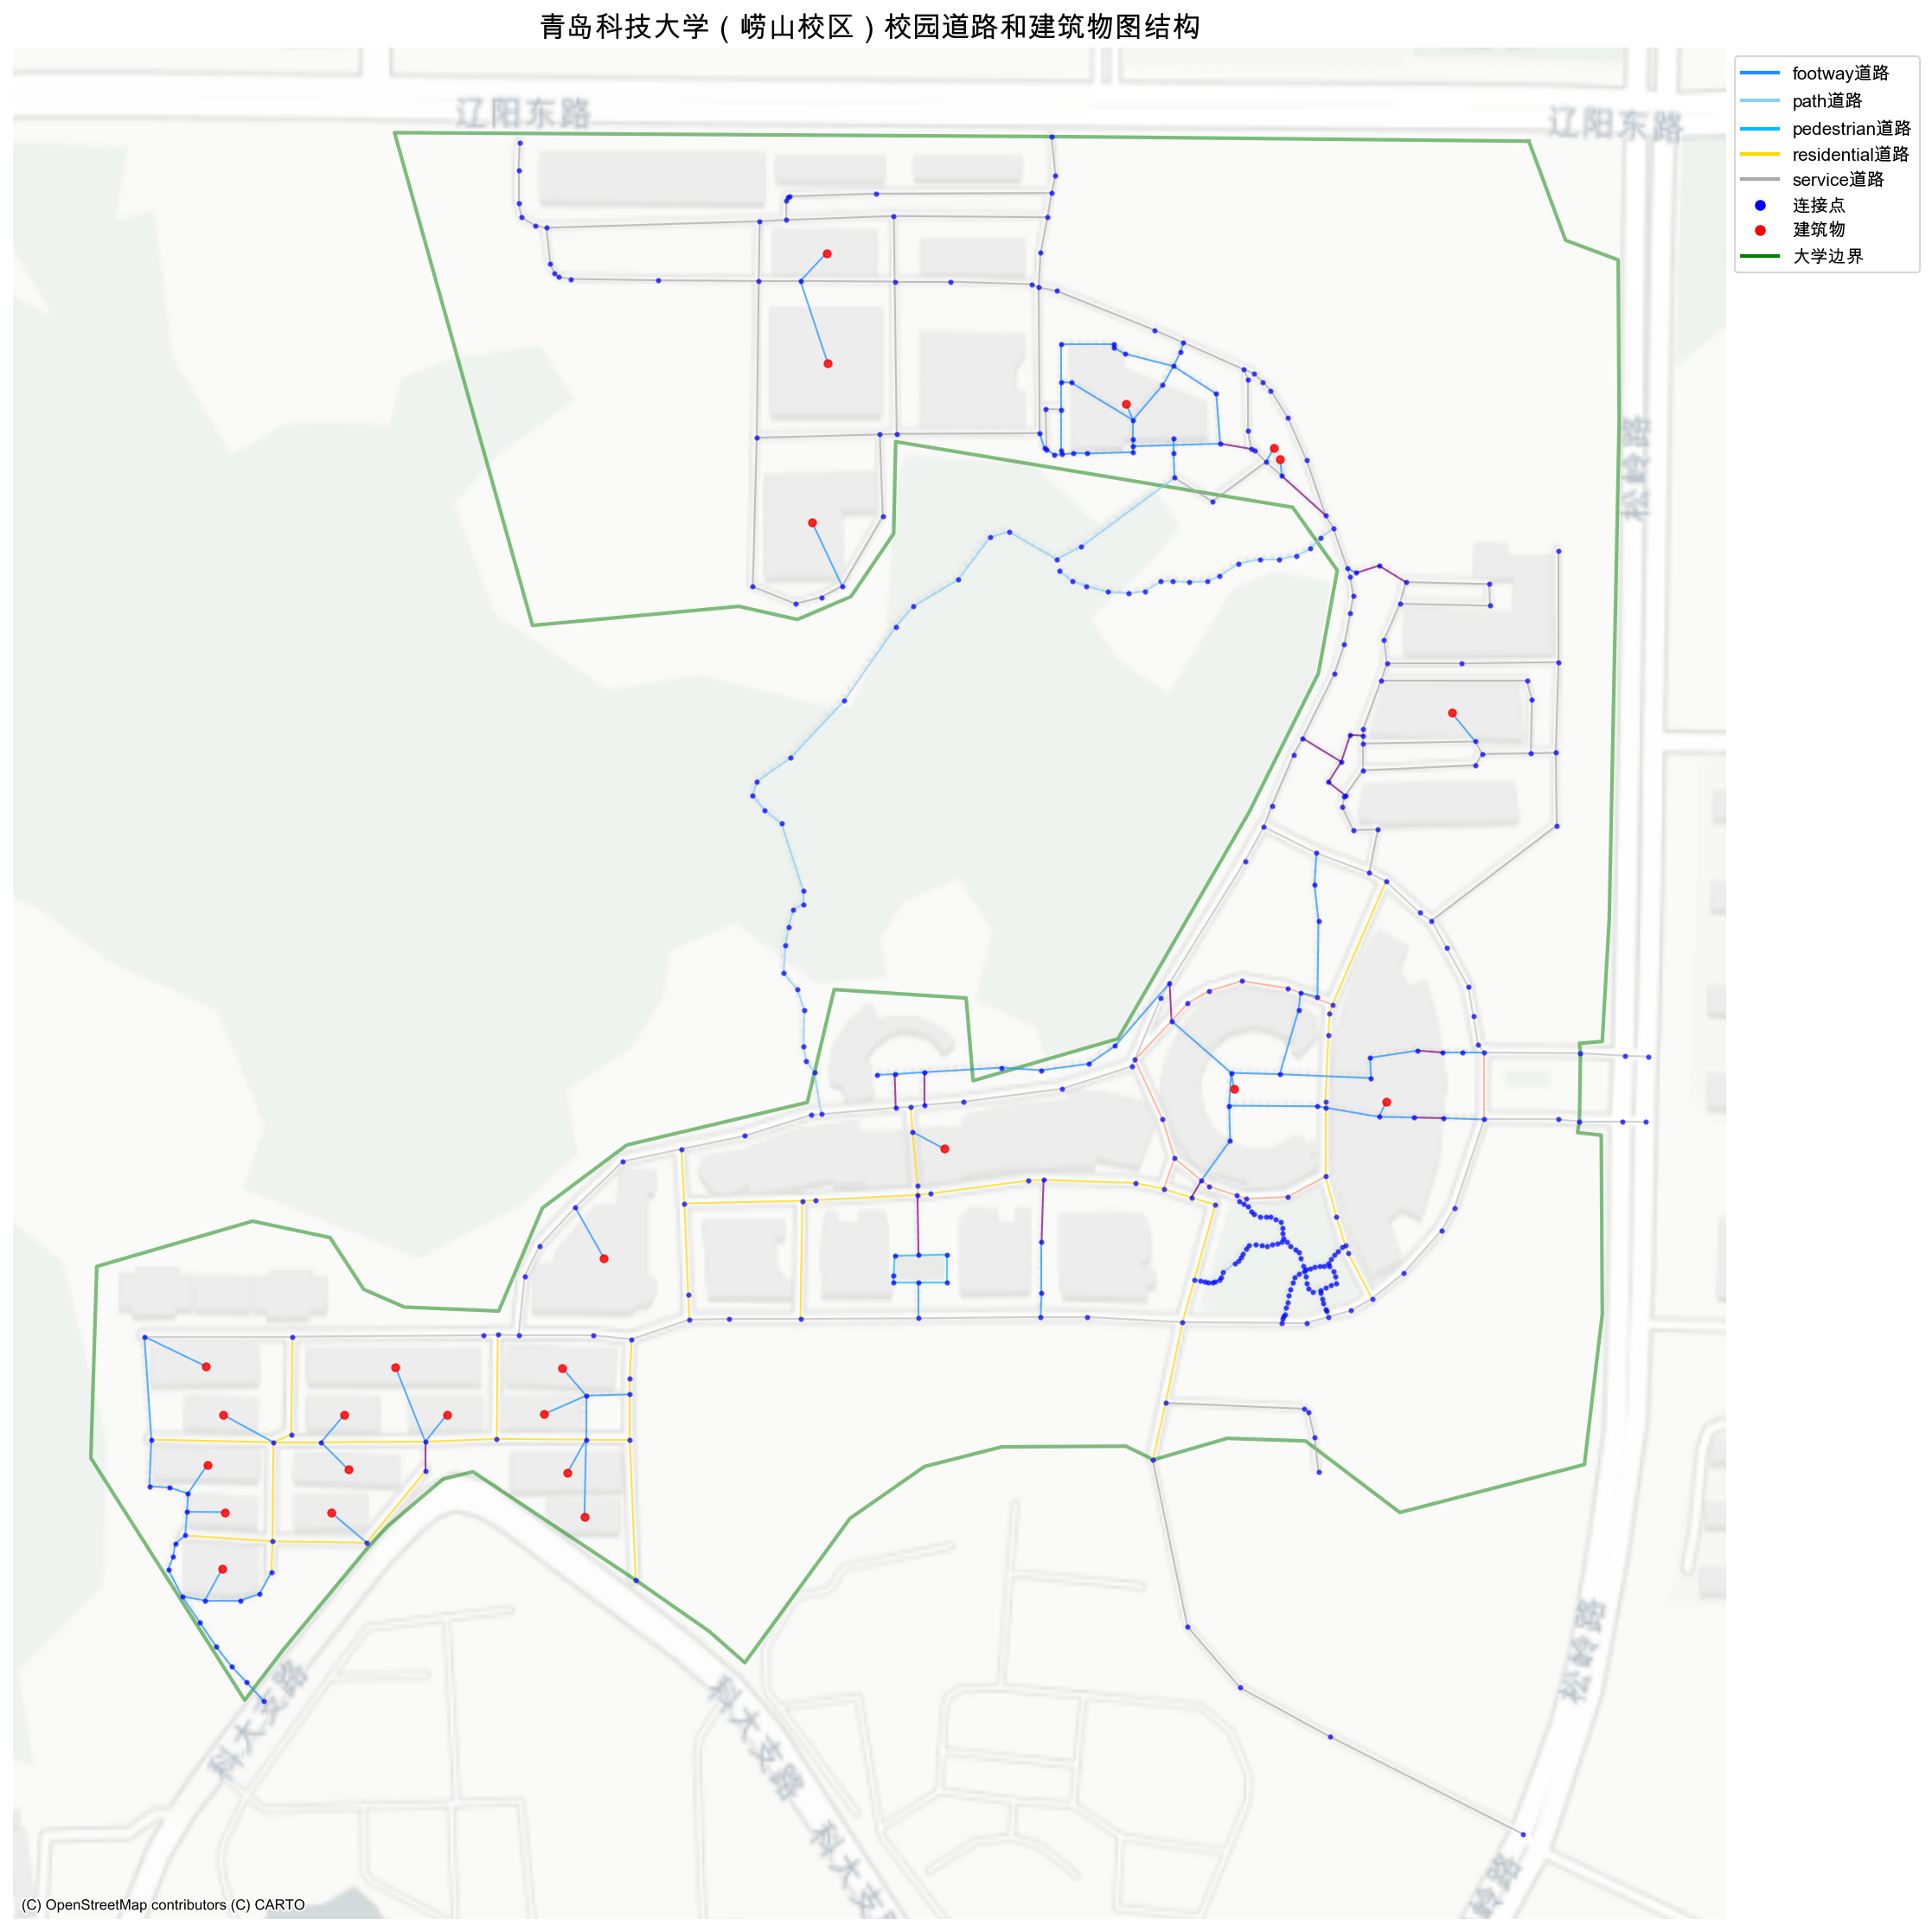 青岛科技大学（崂山校区）校园道路和建筑物图结构
footway道路
path道路
pedestrian道路
residential道路
service道路
连接点
建筑物
大学边界
辽阳东路
辽阳东路
松岭路
松岭路
科大支路
科大支路
科大支路
岭路
(C) OpenStreetMap contributors (C) CARTO